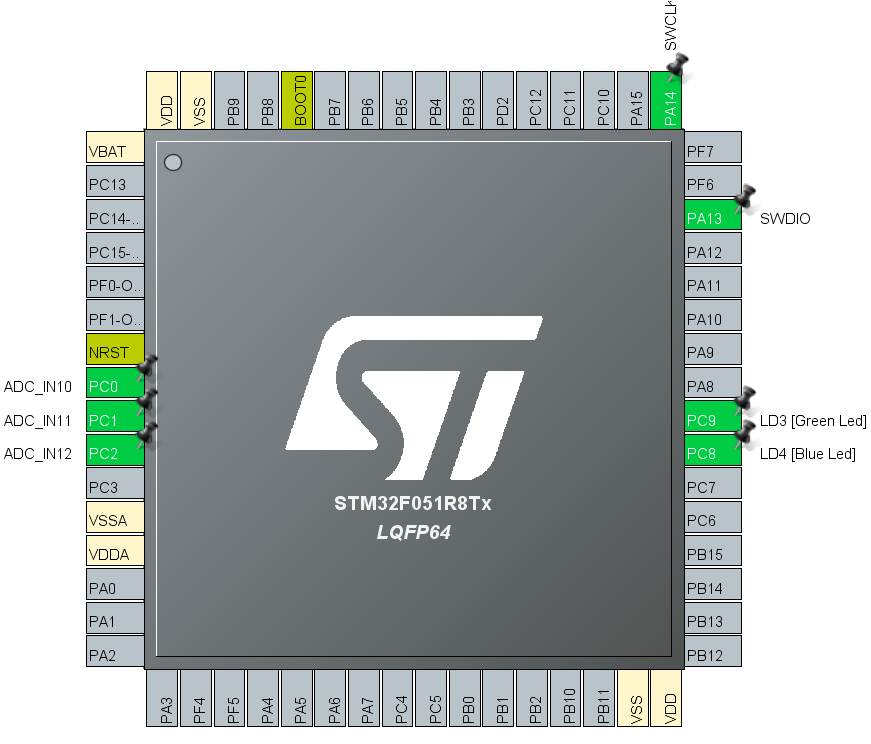 SWCLK
VDD
VSS
PB9
PB8
BOOT0
PB7
PB6
PB5
PB4
PB3
PD2
PC12
PC11
PC10
PA15
PA14
VBAT
PC13
PC14-..
PC15-..
PF0-O..
PF1-O..
NRST
ADC_IN10 PC0
ADC_IN11 PC1
ADC_IN12 PC2
PC3
VSSA
VDDA
PA0
PA1
PA2
ST
STM32F051R8Tx
LQFP64
PF7
PF6
PA13 SWDIO
PA12
PA11
PA10
PA9
PA8
PC9 LD3 [Green Led]
PC8 LD4 [Blue Led]
PC7
PC6
PB15
PB14
PB13
PB12
PA3
PF4
PF5
PA4
PA5
PA6
PA7
PC4
PC5
PB0
PB1
PB2
PB10
PB11
VSS
VDD